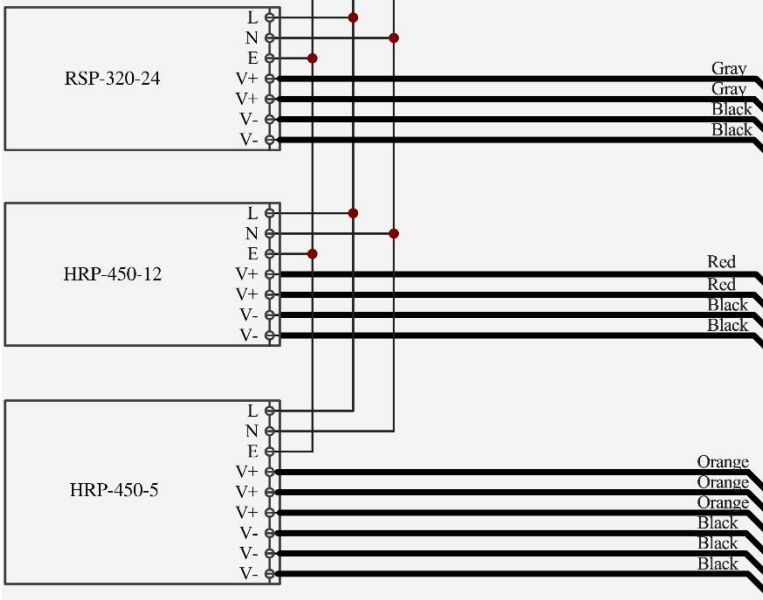 L
N
E
RSP-320-24
V+ Gray
V+ Gray
V- Black
V- Black
L
N
E
HRP-450-12
V+ Red
V+ Red
V- Black
V- Black
L
N
E
V+ Orange
HRP-450-5
V+ Orange
V+ Orange
V- Black
V- Black
V- Black